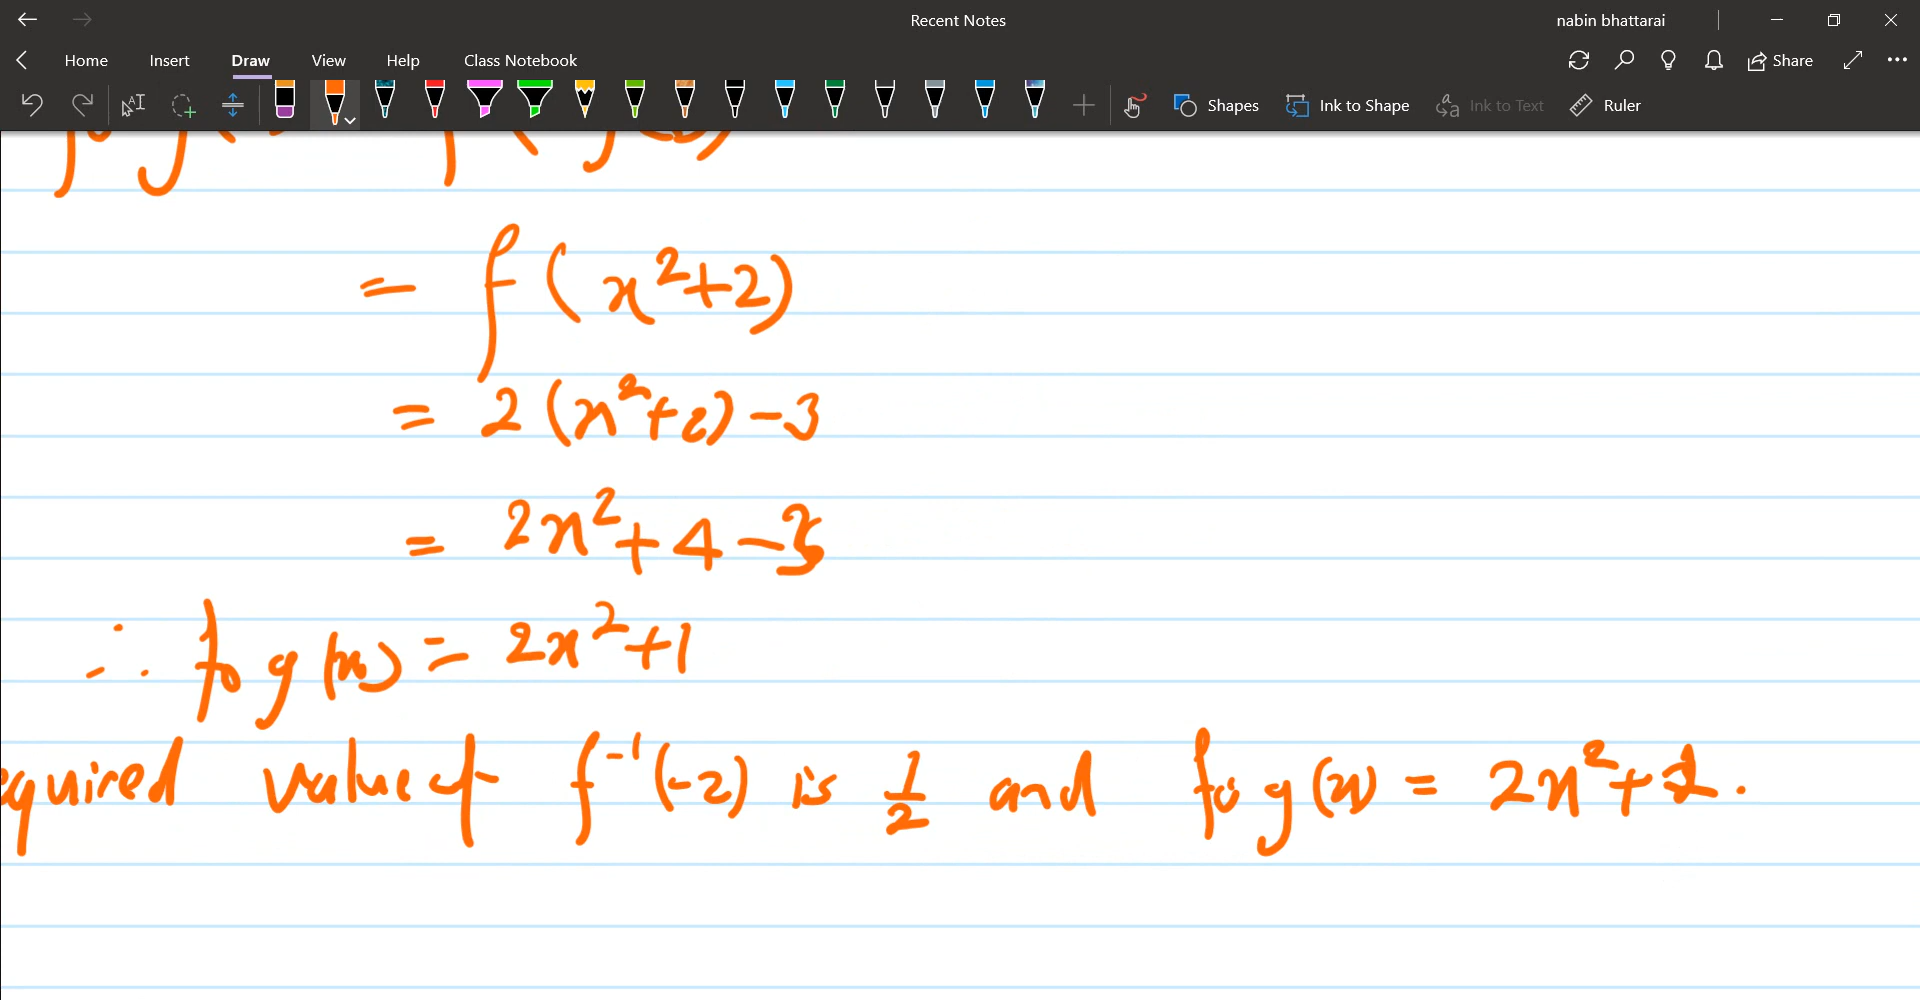 Recent Notes
nabin bhattarai
Home Insert Draw View Help Class Notebook
Share
Shapes Ink to Shape Ink to Text Ruler
= f(x²+2)
= 2(x²+2)-3
= 2x²+4-3
∴ fog(x) = 2x²+1
equired value of f⁻¹(-2) is 1/2 and fog(x) = 2x²+1.